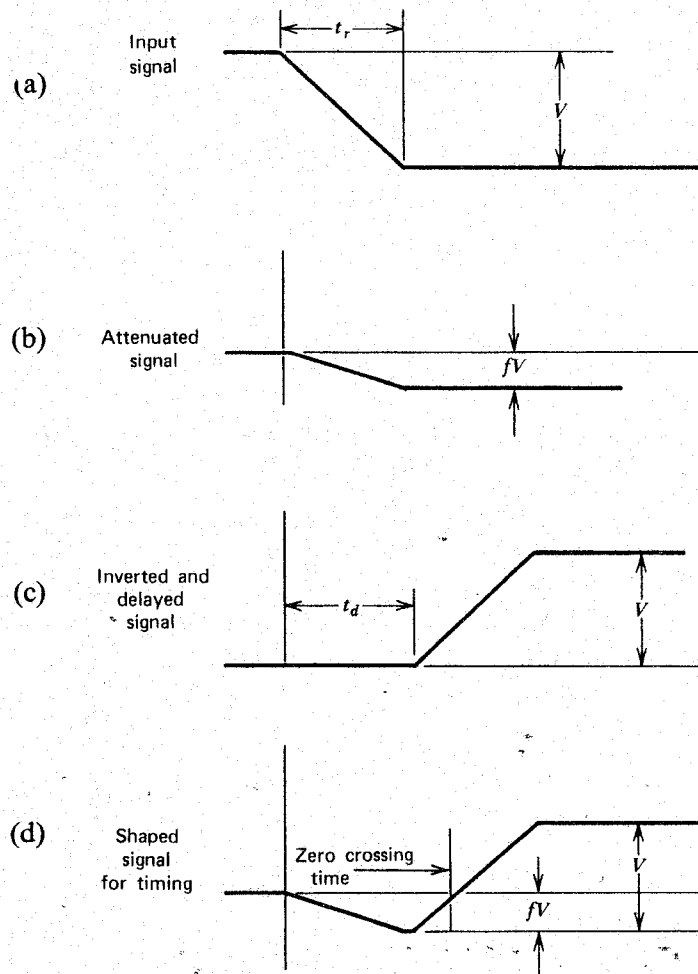 (a)
Input
signal
t_r
V
(b)
Attenuated
signal
fV
(c)
Inverted and
delayed
signal
t_d
V
(d)
Shaped
signal
for timing
Zero crossing
time
fV
V